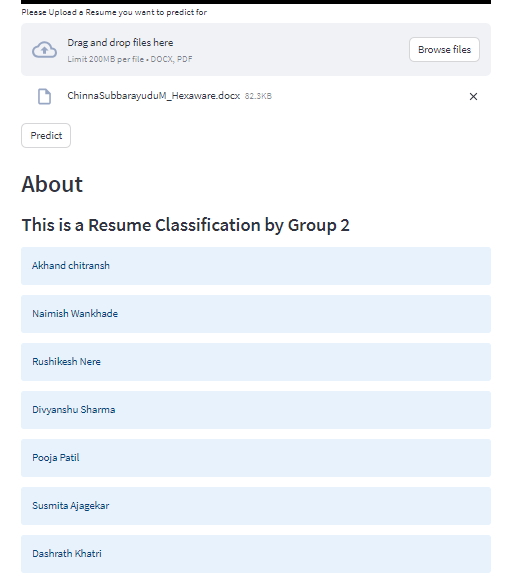 Please Upload a Resume you want to predict for
Drag and drop files here
Limit 200MB per file • DOCX, PDF
Browse files
ChinnaSubbarayuduM_Hexaware.docx 82.3KB
Predict
About
This is a Resume Classification by Group 2
Akhand chitransh
Naimish Wankhade
Rushikesh Nere
Divyanshu Sharma
Pooja Patil
Susmita Ajagekar
Dashrath Khatri